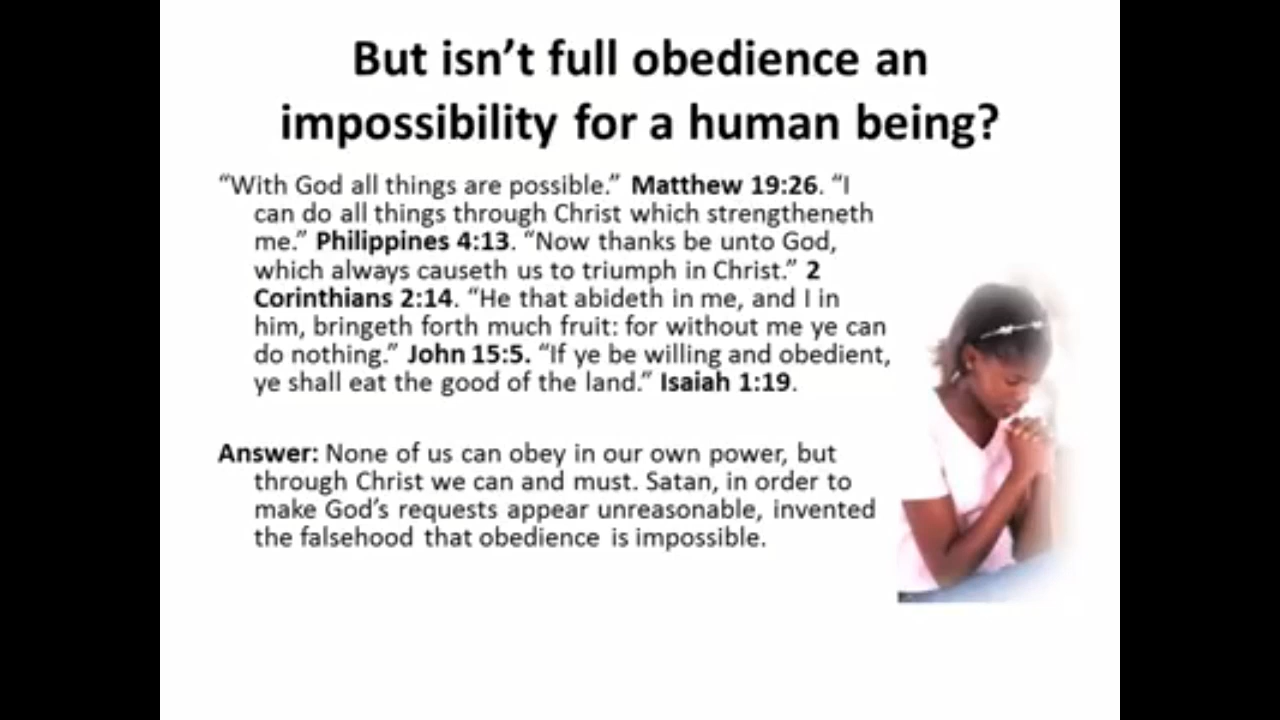 But isn’t full obedience an
impossibility for a human being?
“With God all things are possible.” Matthew 19:26. “I
can do all things through Christ which strengtheneth
me.” Philippines 4:13. “Now thanks be unto God,
which always causeth us to triumph in Christ.” 2
Corinthians 2:14. “He that abideth in me, and I in
him, bringeth forth much fruit: for without me ye can
do nothing.” John 15:5. “If ye be willing and obedient,
ye shall eat the good of the land.” Isaiah 1:19.
Answer: None of us can obey in our own power, but
through Christ we can and must. Satan, in order to
make God’s requests appear unreasonable, invented
the falsehood that obedience is impossible.